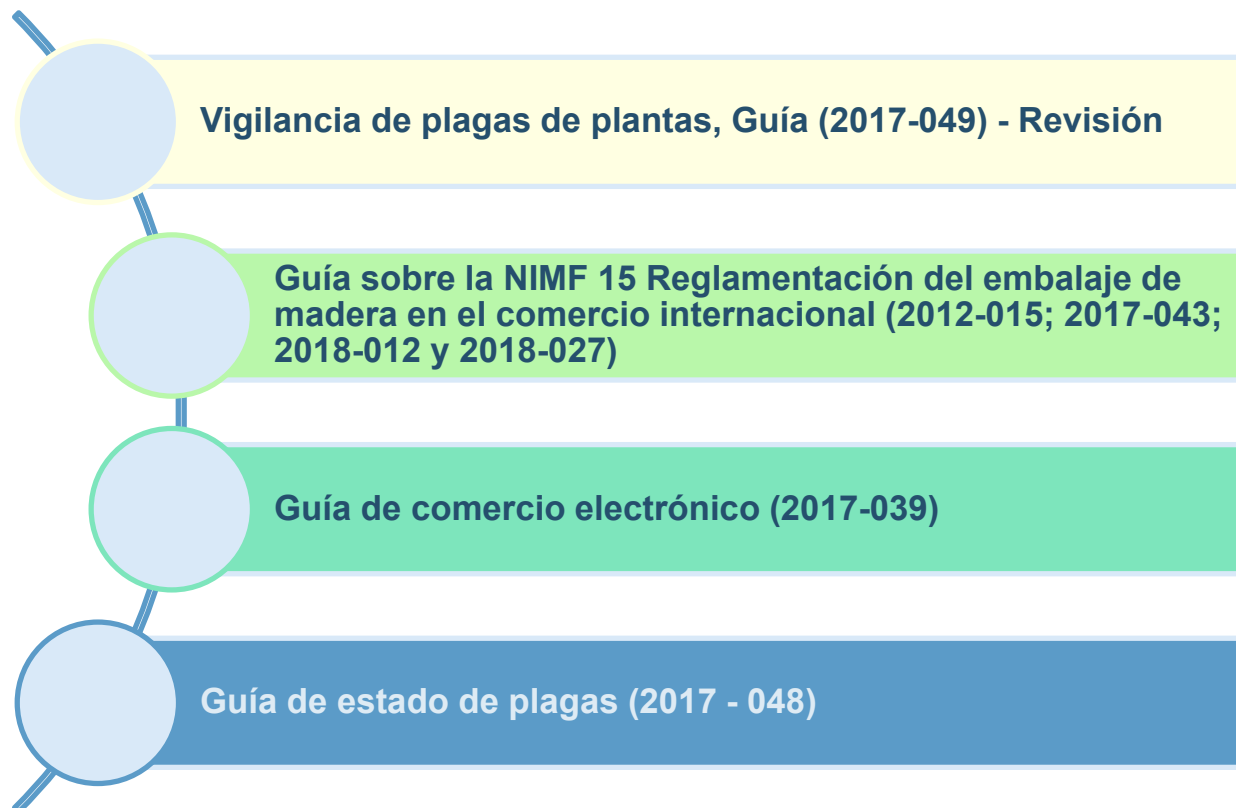 Vigilancia de plagas de plantas, Guía (2017-049) - Revisión
Guía sobre la NIMF 15 Reglamentación del embalaje de
madera en el comercio internacional (2012-015; 2017-043;
2018-012 y 2018-027)
Guía de comercio electrónico (2017-039)
Guía de estado de plagas (2017 - 048)